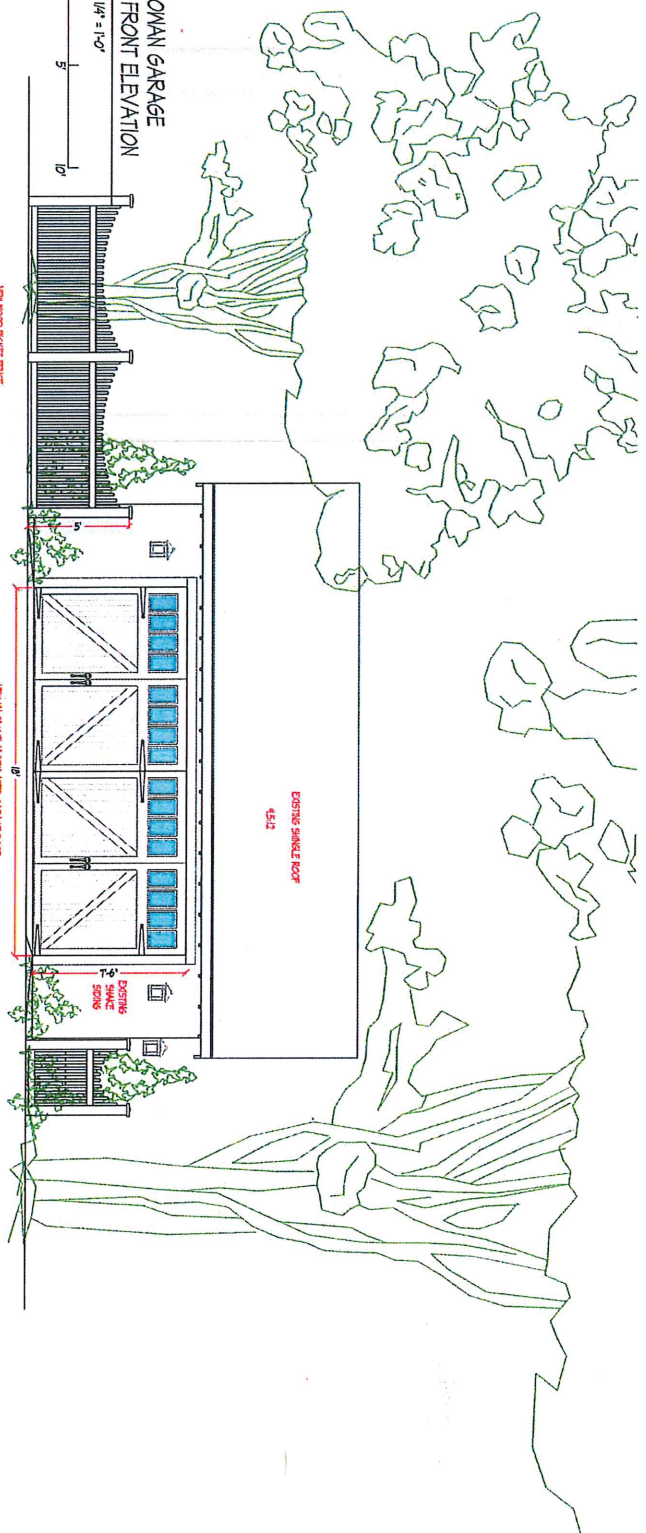 OWAN GARAGE
FRONT ELEVATION
1/4" = 1'-0"
5'
10'
5'
18'
7'-6"
EXISTING
SHAKE
SIDING
EXISTING SHINGLE ROOF
4.5:12